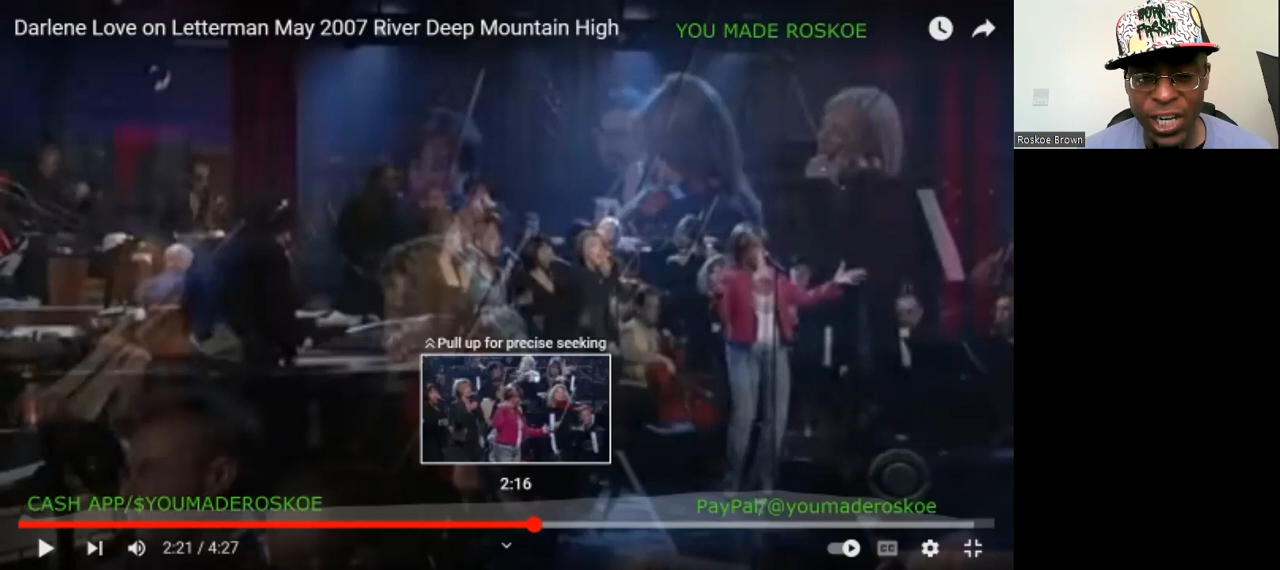 Darlene Love on Letterman May 2007 River Deep Mountain High
YOU MADE ROSKOE
Roskoe Brown
Pull up for precise seeking
2:16
CASH APP/$YOUMADEROSKOE
PayPal/@youmaderoskoe
2:21 / 4:27
CC